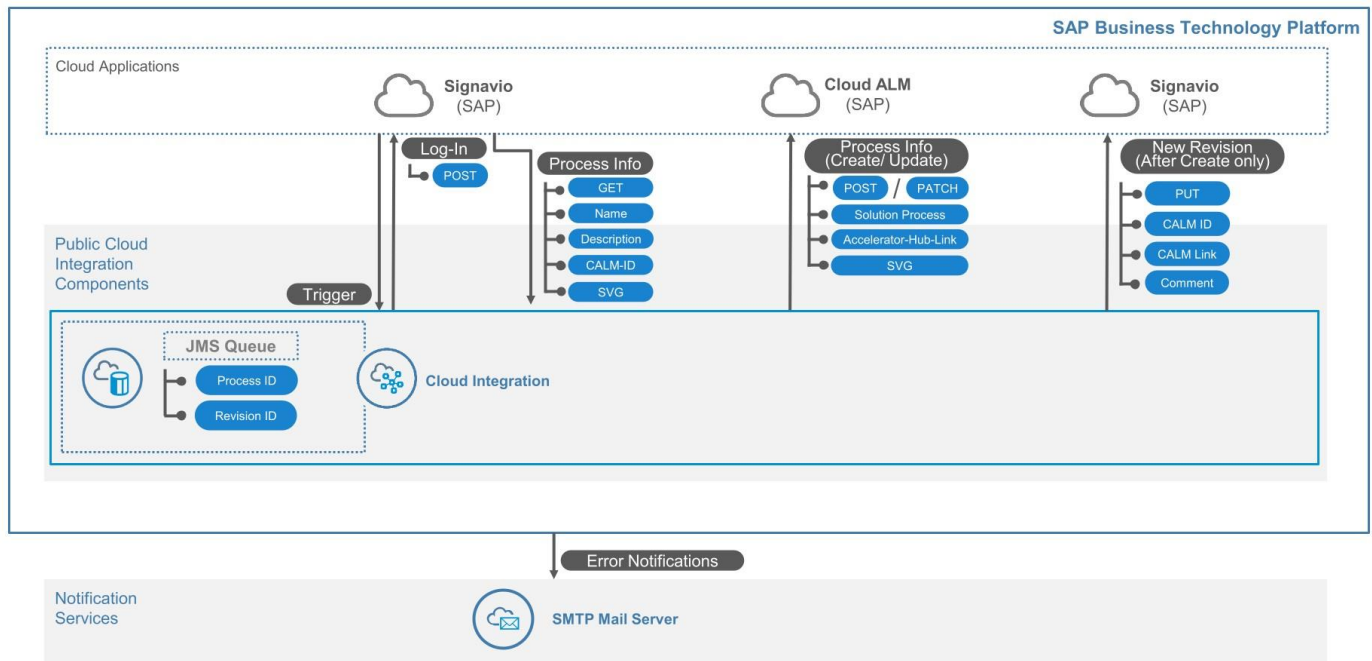 SAP Business Technology Platform
Cloud Applications
Signavio
(SAP)
Cloud ALM
(SAP)
Signavio
(SAP)
Log-In
POST
Process Info
GET
Name
Description
CALM-ID
SVG
Process Info
(Create/ Update)
POST / PATCH
Solution Process
Accelerator-Hub-Link
SVG
New Revision
(After Create only)
PUT
CALM ID
CALM Link
Comment
Public Cloud
Integration
Components
Trigger
JMS Queue
Process ID
Revision ID
Cloud Integration
Error Notifications
Notification
Services
SMTP Mail Server